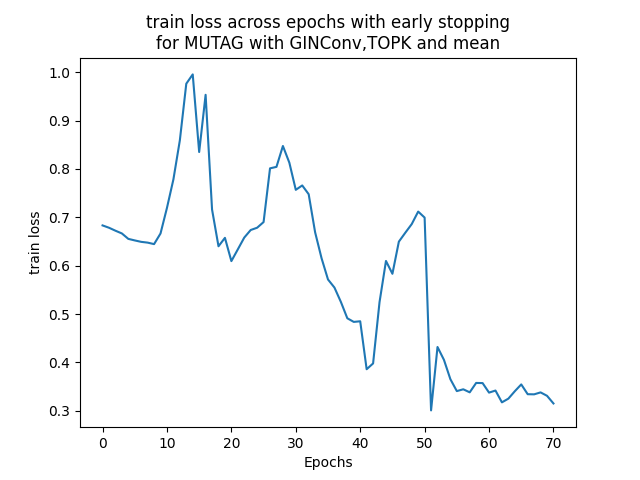 train loss across epochs with early stopping
for MUTAG with GINConv,TOPK and mean
1.0
0.9
0.8
0.7
0.6
0.5
0.4
0.3
train loss
0 10 20 30 40 50 60 70
Epochs